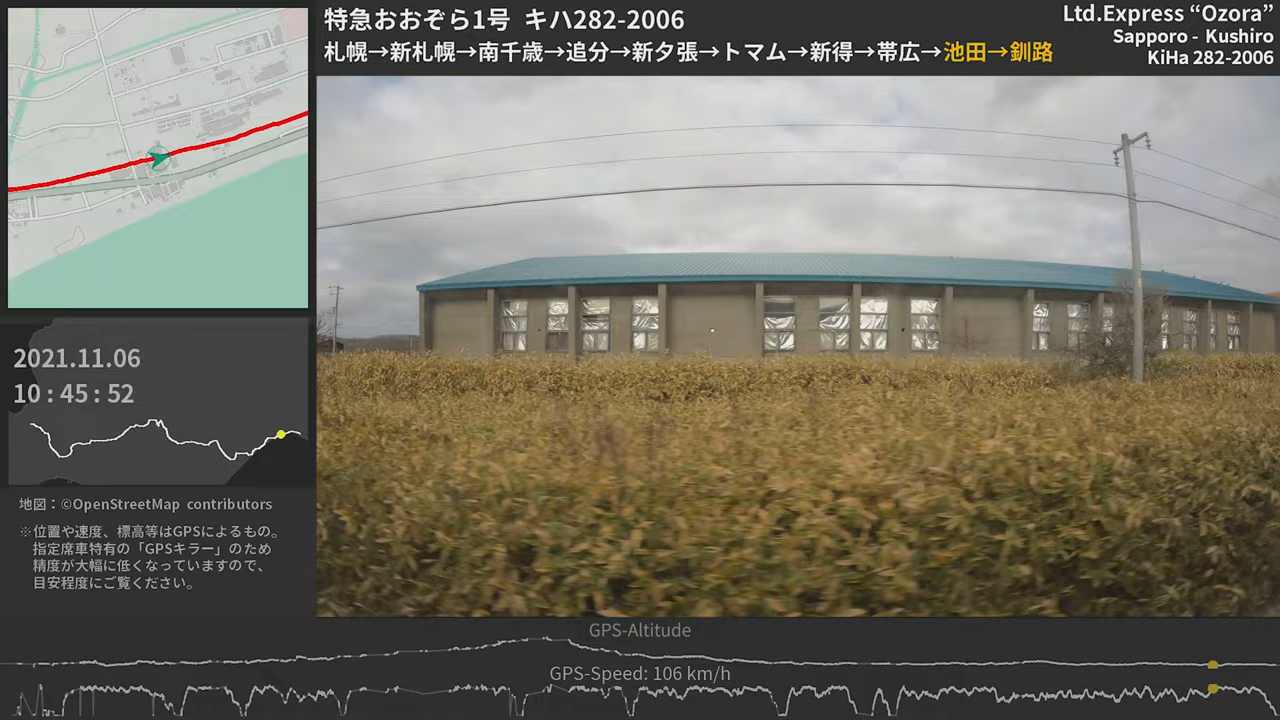 特急おおぞら1号 キハ282-2006
札幌→新札幌→南千歳→追分→新夕張→トマム→新得→帯広→池田→釧路
Ltd.Express “Ozora”
Sapporo - Kushiro
KiHa 282-2006
2021.11.06
10:45:52
地図：©OpenStreetMap contributors
※位置や速度、標高等はGPSによるもの。
指定席車特有の「GPSキラー」のため
精度が大幅に低くなっていますので、
目安程度にご覧ください。
GPS-Altitude
GPS-Speed: 106 km/h